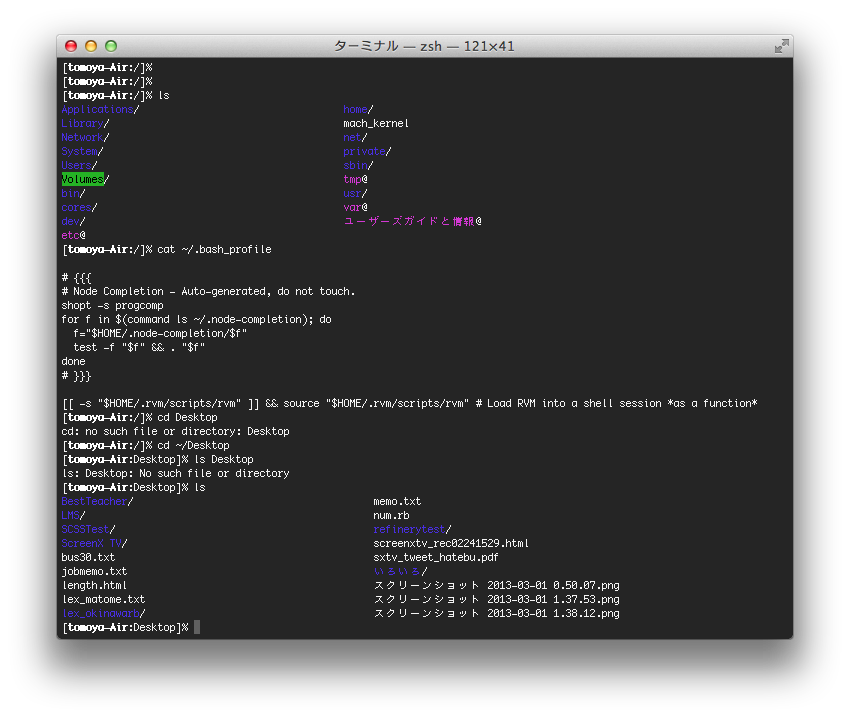 ターミナル — zsh — 121×41
[tomoya-Air:/]%
[tomoya-Air:/]%
[tomoya-Air:/]% ls
Applications/ home/
Library/ mach_kernel
Network/ net/
System/ private/
Users/ sbin/
Volumes/ tmp@
bin/ usr/
cores/ var@
dev/ ユーザーズガイドと情報@
etc@
[tomoya-Air:/]% cat ~/.bash_profile
# {{{
# Node Completion - Auto-generated, do not touch.
shopt -s progcomp
for f in $(command ls ~/.node-completion); do
  f="$HOME/.node-completion/$f"
  test -f "$f" && . "$f"
done
# }}}
[[ -s "$HOME/.rvm/scripts/rvm" ]] && source "$HOME/.rvm/scripts/rvm" # Load RVM into a shell session *as a function*
[tomoya-Air:/]% cd Desktop
cd: no such file or directory: Desktop
[tomoya-Air:/]% cd ~/Desktop
[tomoya-Air:Desktop]% ls Desktop
ls: Desktop: No such file or directory
[tomoya-Air:Desktop]% ls
BestTeacher/ memo.txt
LMS/ num.rb
SCSSTest/ refinerytest/
ScreenX TV/ screenxtv_rec02241529.html
bus30.txt sxtv_tweet_hatebu.pdf
jobmemo.txt いろいろ/
length.html スクリーンショット 2013-03-01 0.50.07.png
lex_matome.txt スクリーンショット 2013-03-01 1.37.53.png
lex_okinawarb/ スクリーンショット 2013-03-01 1.38.12.png
[tomoya-Air:Desktop]%